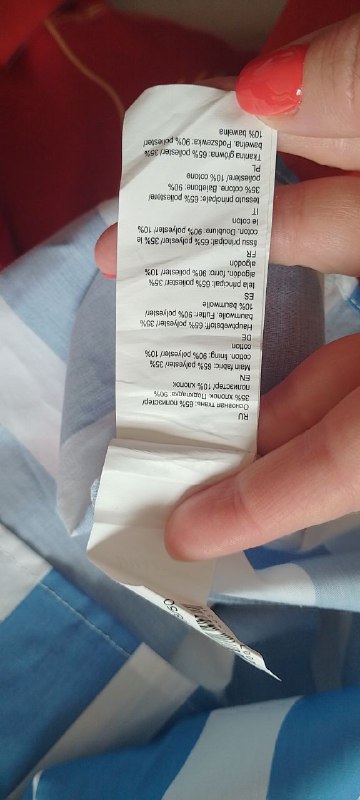 RU
Основная ткань: 65% полиэстер/
35% хлопок. Подкладка: 90%
полиэстер/ 10% хлопок
EN
Main fabric: 65% polyester/ 35%
cotton. lining: 90% polyester/ 10%
cotton
DE
Hauptwebstoff: 65% polyester/ 35%
baumwolle. Futter: 90% polyester/
10% baumwolle
ES
tela principal: 65% poliester/ 35%
algodón. forro: 90% poliester/ 10%
algodón
FR
tissu principal: 65% polyester/ 35% le
coton. Doublure: 90% polyester/ 10%
le coton
IT
tessuto principale: 65% poliestere/
35% cotone. 90%
poliestere/ 10% cotone
PL
Tkanina główna: 65% poliester/ 35%
bawełna. Podszewka: 90% poliester/
10% bawełna